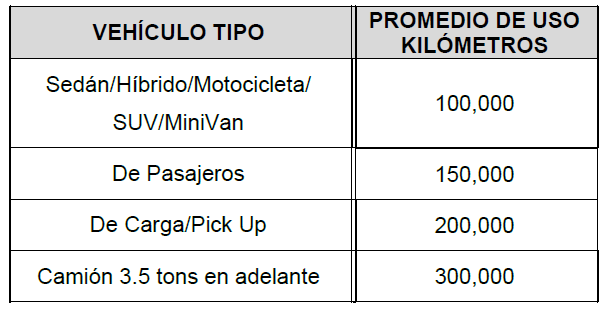 VEHÍCULO TIPO
PROMEDIO DE USO
KILÓMETROS
Sedán/Híbrido/Motocicleta/
SUV/MiniVan
100,000
De Pasajeros
150,000
De Carga/Pick Up
200,000
Camión 3.5 tons en adelante
300,000